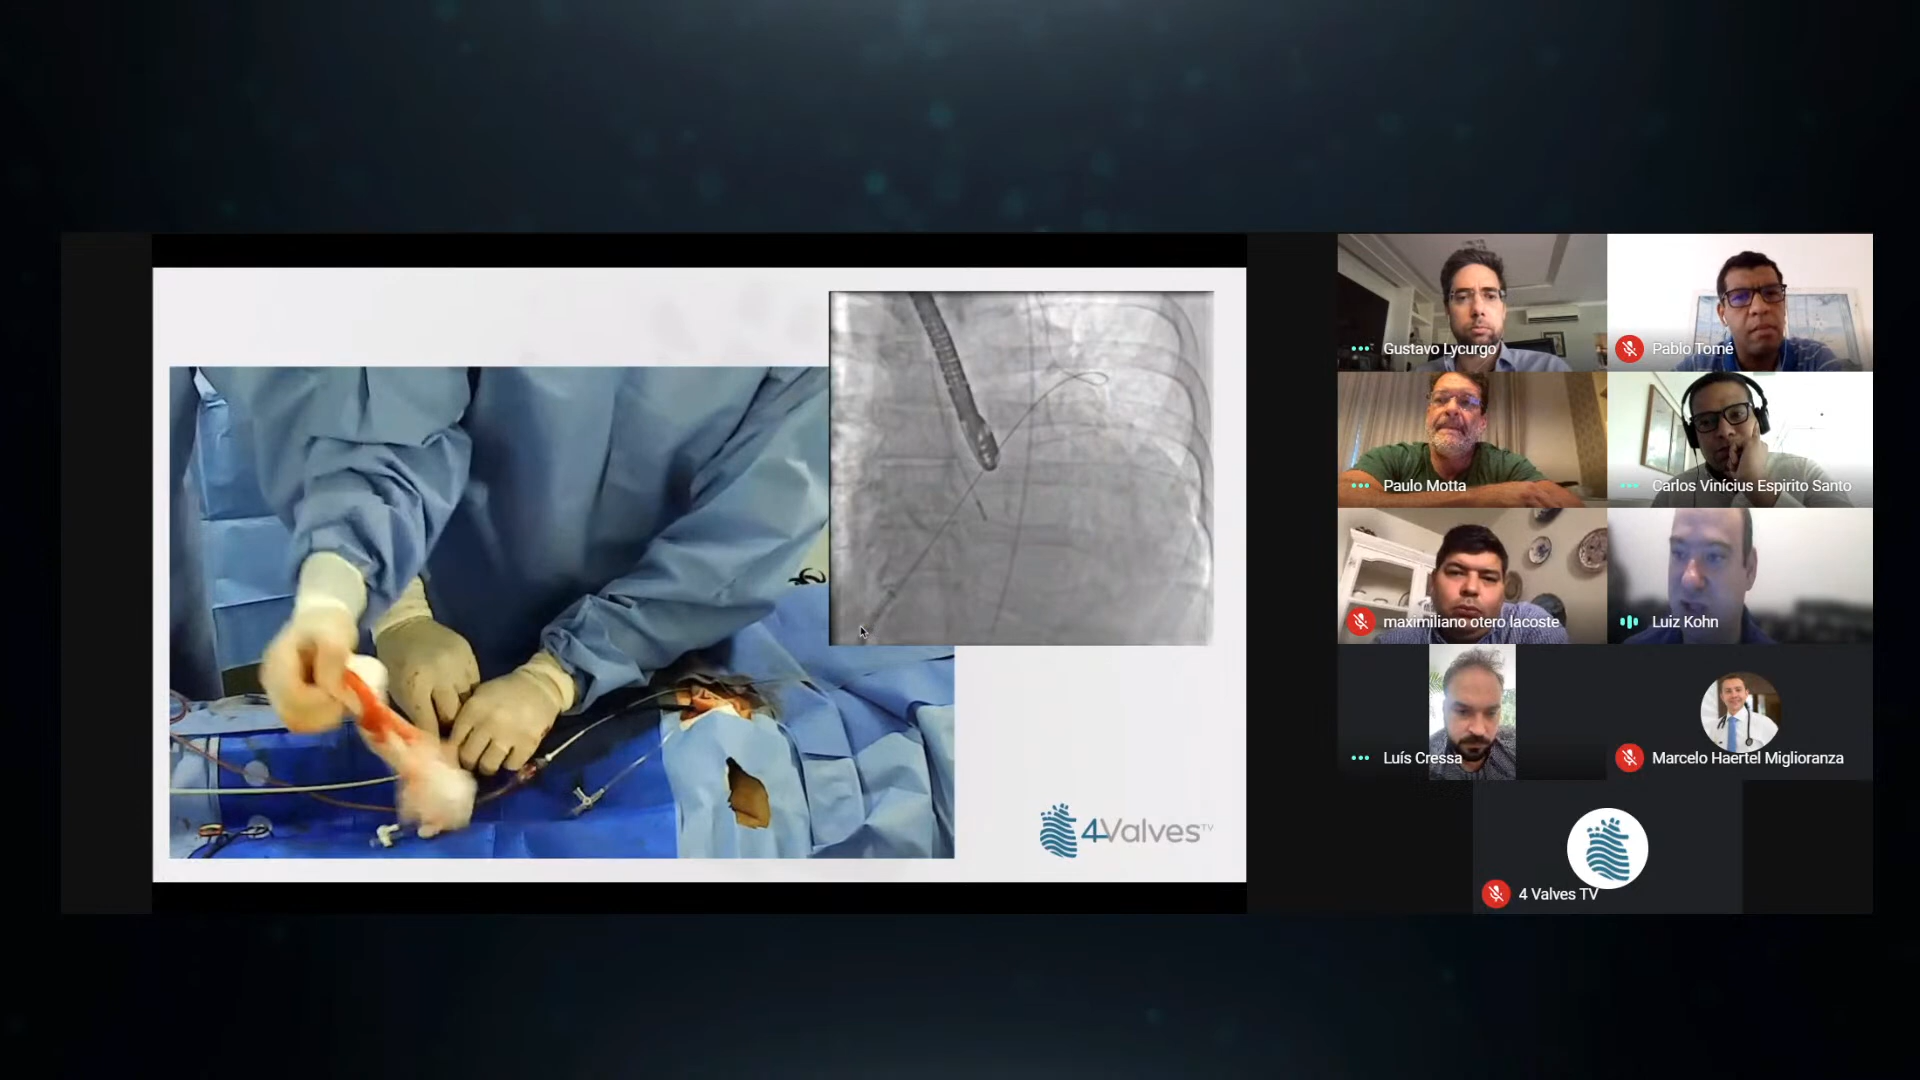 Gustavo Lycurgo
Pablo Tomé
Paulo Motta
Carlos Vinícius Espirito Santo
maximiliano otero lacoste
Luiz Kohn
Luís Cressa
Marcelo Haertel Miglioranza
4Valves TV
4 Valves TV